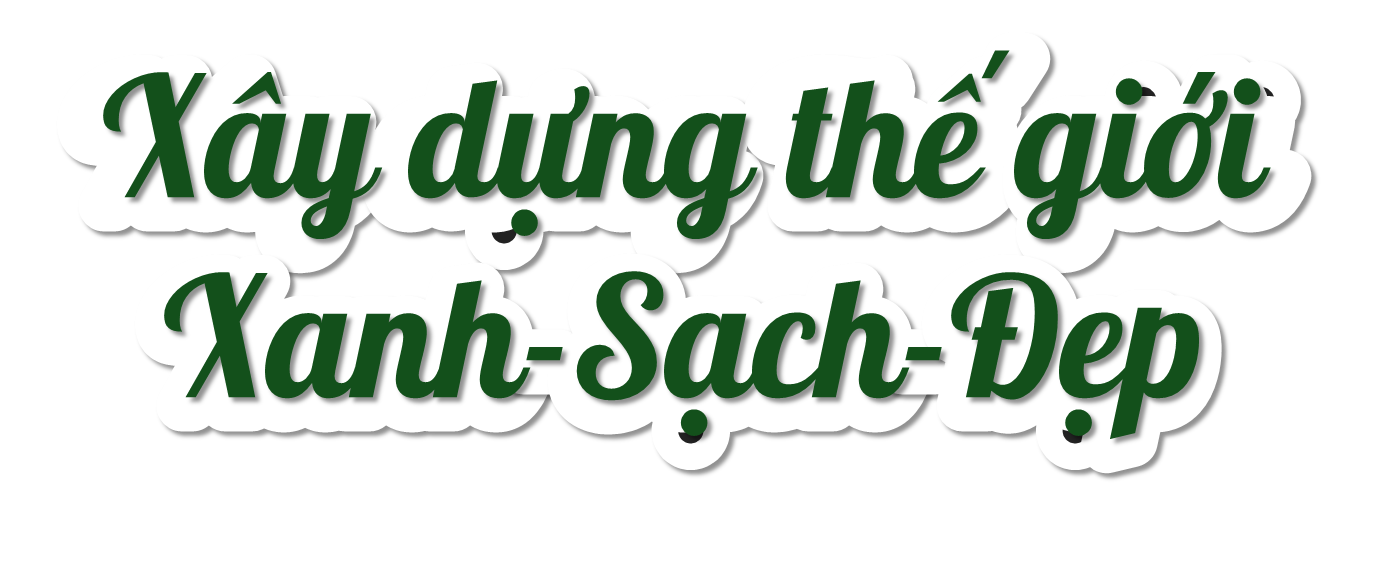 Xây dựng thế giới
Xanh-Sạch-Đẹp